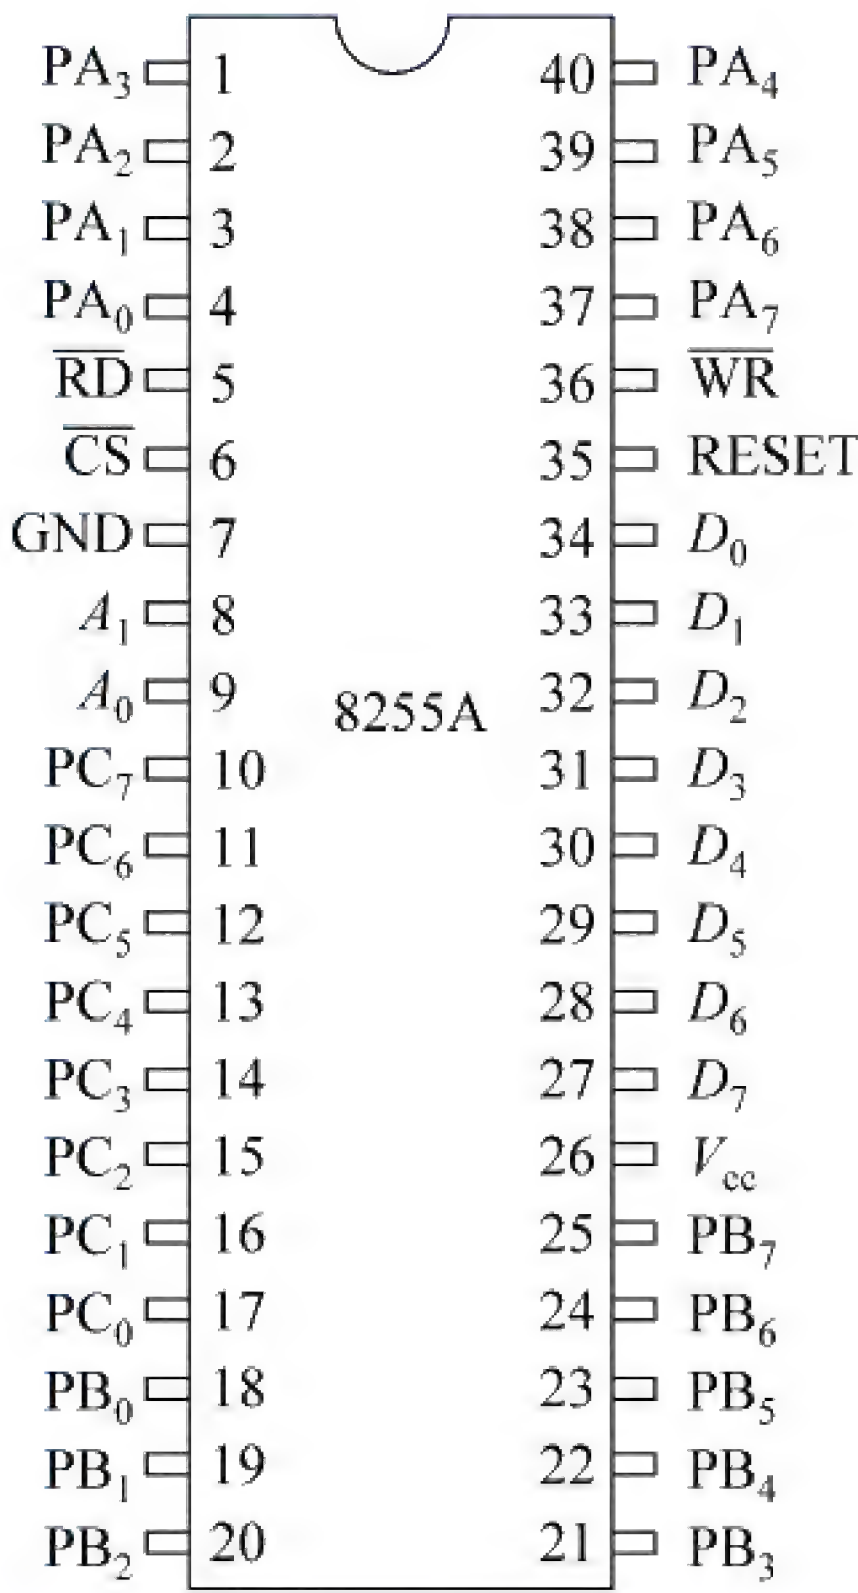 PA₃ 1 40 PA₄
PA₂ 2 39 PA₅
PA₁ 3 38 PA₆
PA₀ 4 37 PA₇
R̅D̅ 5 36 W̅R̅
C̅S̅ 6 35 RESET
GND 7 34 D₀
A₁ 8 33 D₁
A₀ 9 32 D₂
8255A
PC₇ 10 31 D₃
PC₆ 11 30 D₄
PC₅ 12 29 D₅
PC₄ 13 28 D₆
PC₃ 14 27 D₇
PC₂ 15 26 V_cc
PC₁ 16 25 PB₇
PC₀ 17 24 PB₆
PB₀ 18 23 PB₅
PB₁ 19 22 PB₄
PB₂ 20 21 PB₃